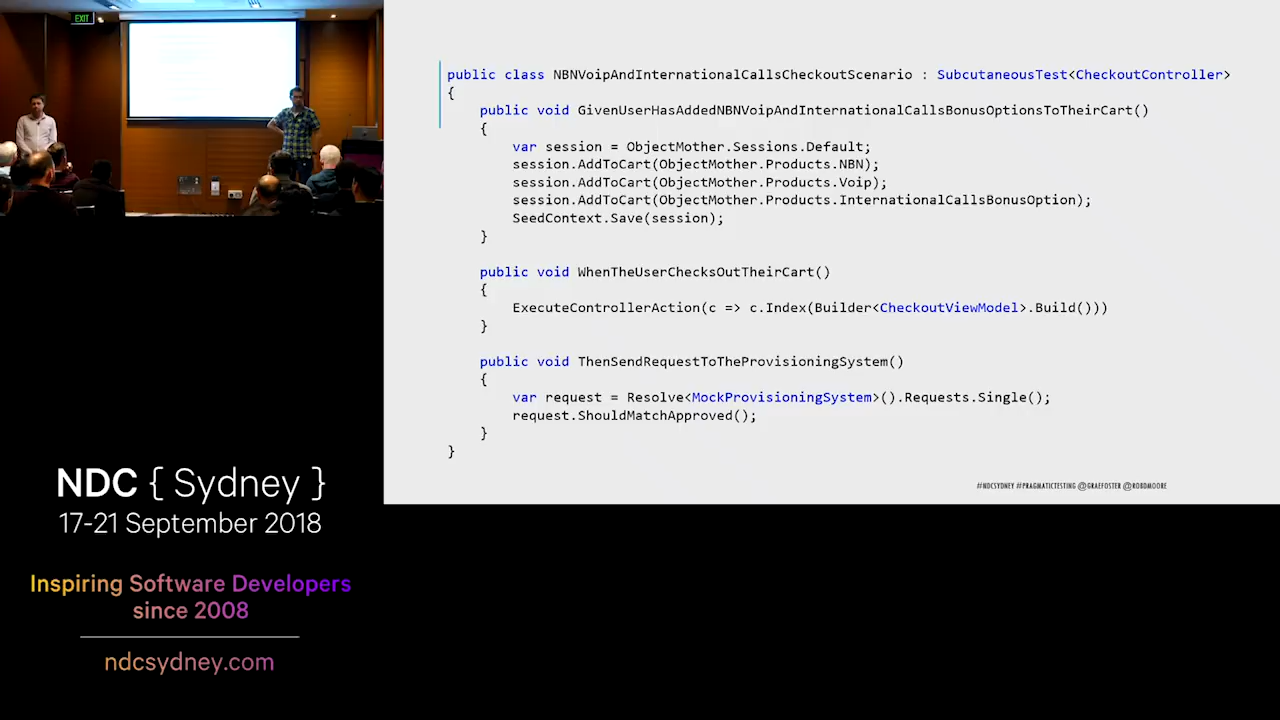 EXIT
public class NBNVoipAndInternationalCallsCheckoutScenario : SubcutaneousTest<CheckoutController>
{
public void GivenUserHasAddedNBNVoipAndInternationalCallsBonusOptionsToTheirCart()
{
var session = ObjectMother.Sessions.Default;
session.AddToCart(ObjectMother.Products.NBN);
session.AddToCart(ObjectMother.Products.Voip);
session.AddToCart(ObjectMother.Products.InternationalCallsBonusOption);
SeedContext.Save(session);
}
public void WhenTheUserChecksOutTheirCart()
{
ExecuteControllerAction(c => c.Index(Builder<CheckoutViewModel>.Build()))
}
public void ThenSendRequestToTheProvisioningSystem()
{
var request = Resolve<MockProvisioningSystem>().Requests.Single();
request.ShouldMatchApproved();
}
}
#NDCSYDNEY #PRAGMATICTESTING @GRAEFOSTER @ROBDMOORE
NDC { Sydney }
17-21 September 2018
Inspiring Software Developers
since 2008
ndcsydney.com